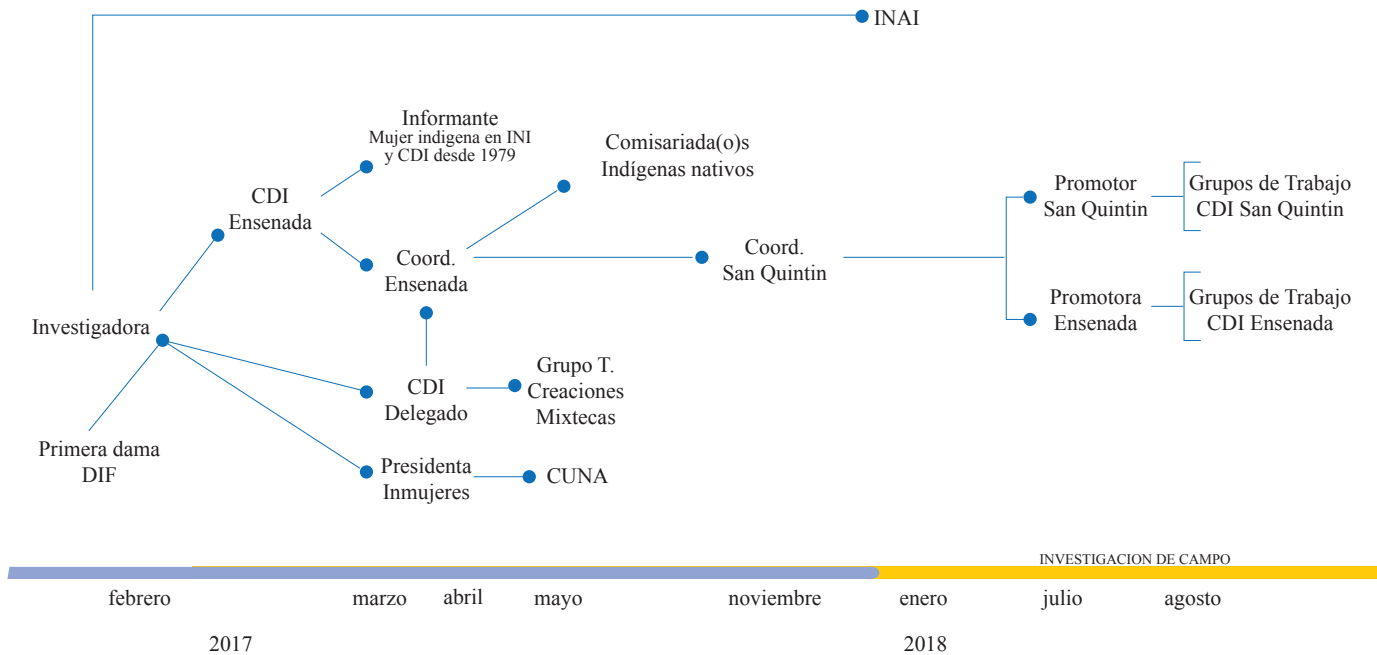 INAI
Informante
Mujer indigena en INI
y CDI desde 1979
Comisariada(o)s
Indígenas nativos
CDI
Ensenada
Promotor
San Quintin
Grupos de Trabajo
CDI San Quintin
Coord.
Ensenada
Coord.
San Quintin
Investigadora
Promotora
Ensenada
Grupos de Trabajo
CDI Ensenada
CDI
Delegado
Grupo T.
Creaciones
Mixtecas
Primera dama
DIF
Presidenta
Inmujeres
CUNA
INVESTIGACION DE CAMPO
febrero marzo abril mayo noviembre enero julio agosto
2017 2018